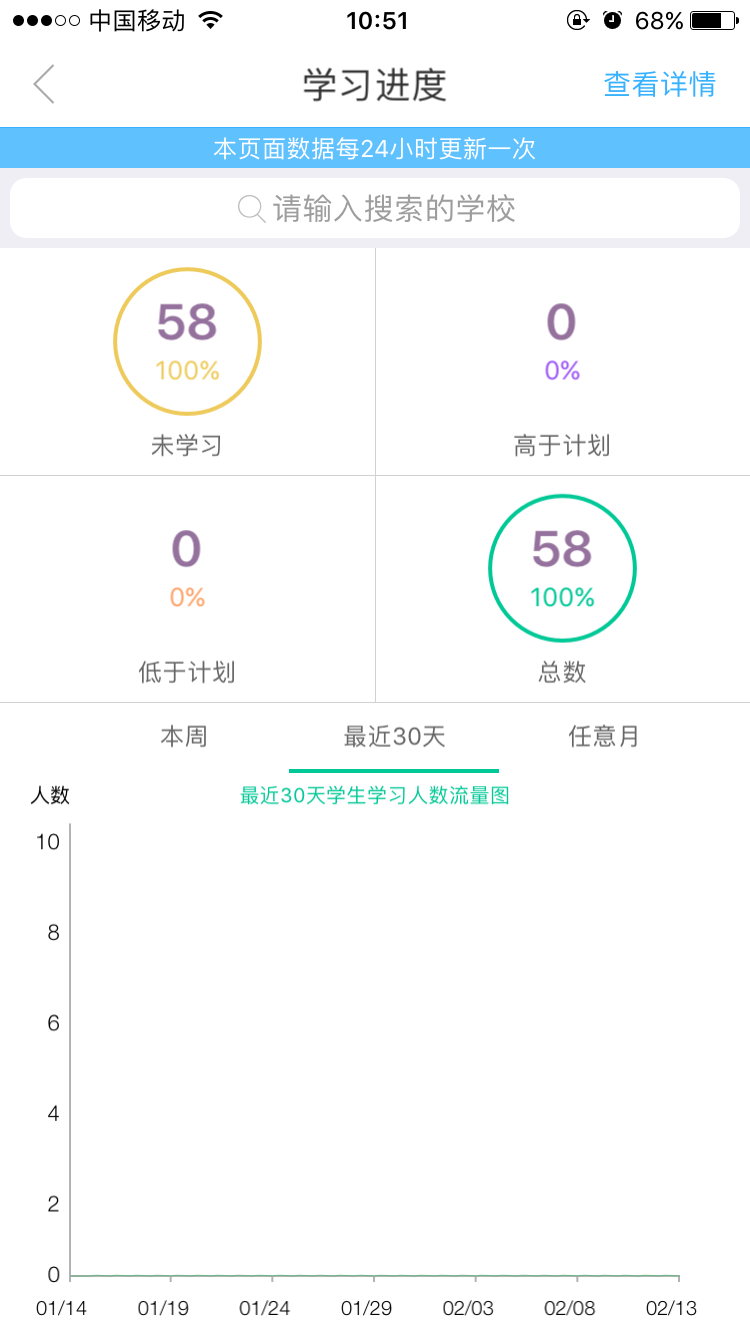 中国移动 10:51 68%
学习进度 查看详情
本页面数据每24小时更新一次
请输入搜索的学校
58 0
100% 0%
未学习 高于计划
0 58
0% 100%
低于计划 总数
本周 最近30天 任意月
人数 最近30天学生学习人数流量图
10
8
6
4
2
0
01/14 01/19 01/24 01/29 02/03 02/08 02/13